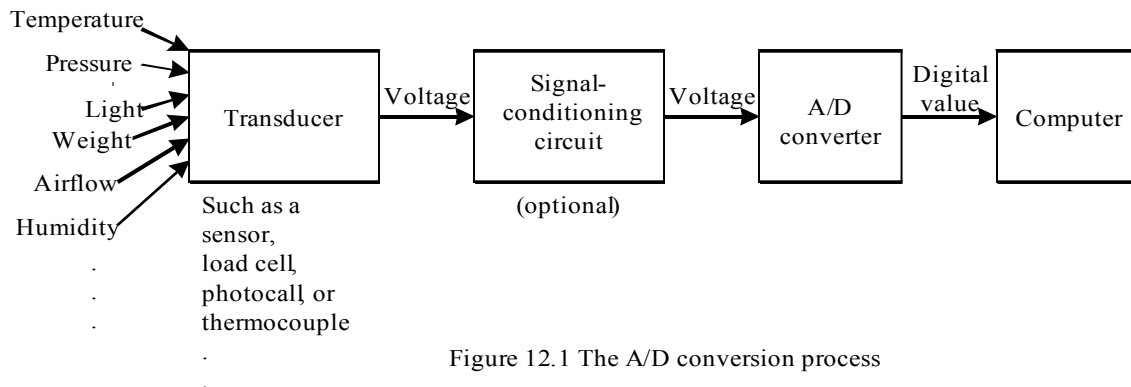 Temperature
Pressure
Light
Weight
Airflow
Humidity
.
.
.
Transducer
Such as a
sensor,
load cell,
photocall, or
thermocouple
.
.
Voltage
Signal-
conditioning
circuit
(optional)
Voltage
A/D
converter
Digital
value
Computer
Figure 12.1 The A/D conversion process